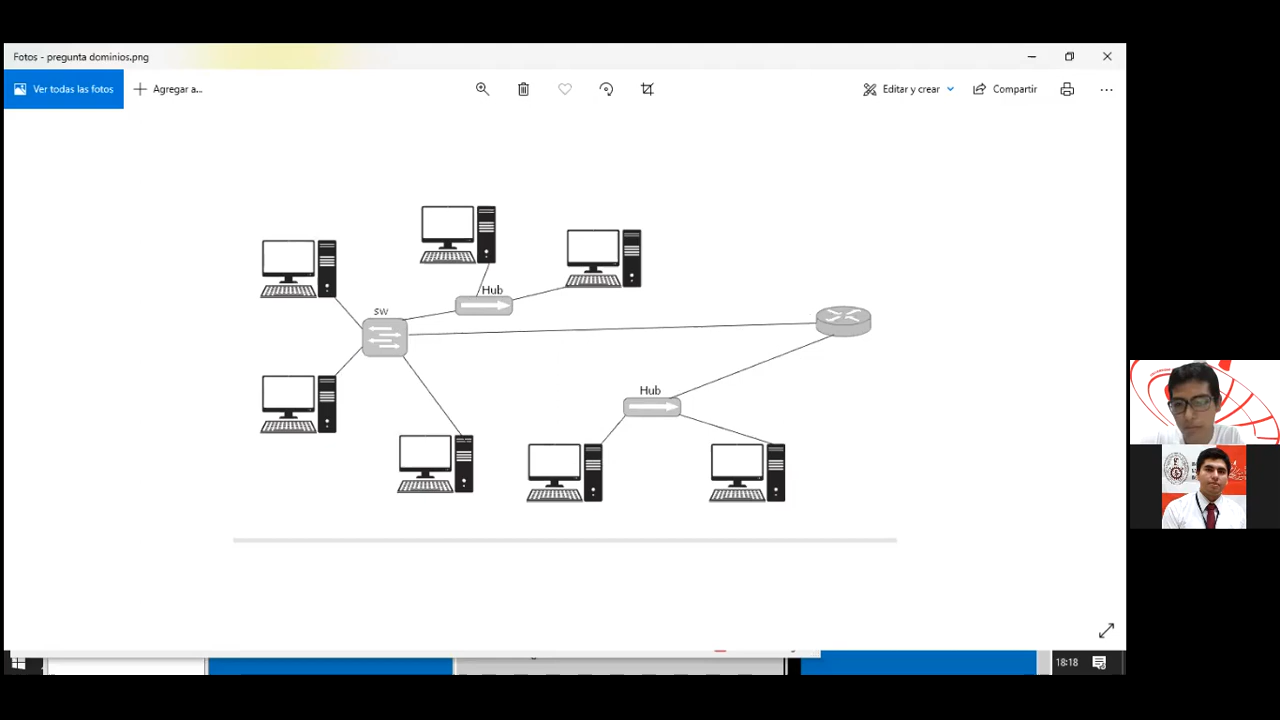 Fotos - pregunta dominios.png
Ver todas las fotos
Agregar a...
Editar y crear
Compartir
Hub
SW
Hub
18:18